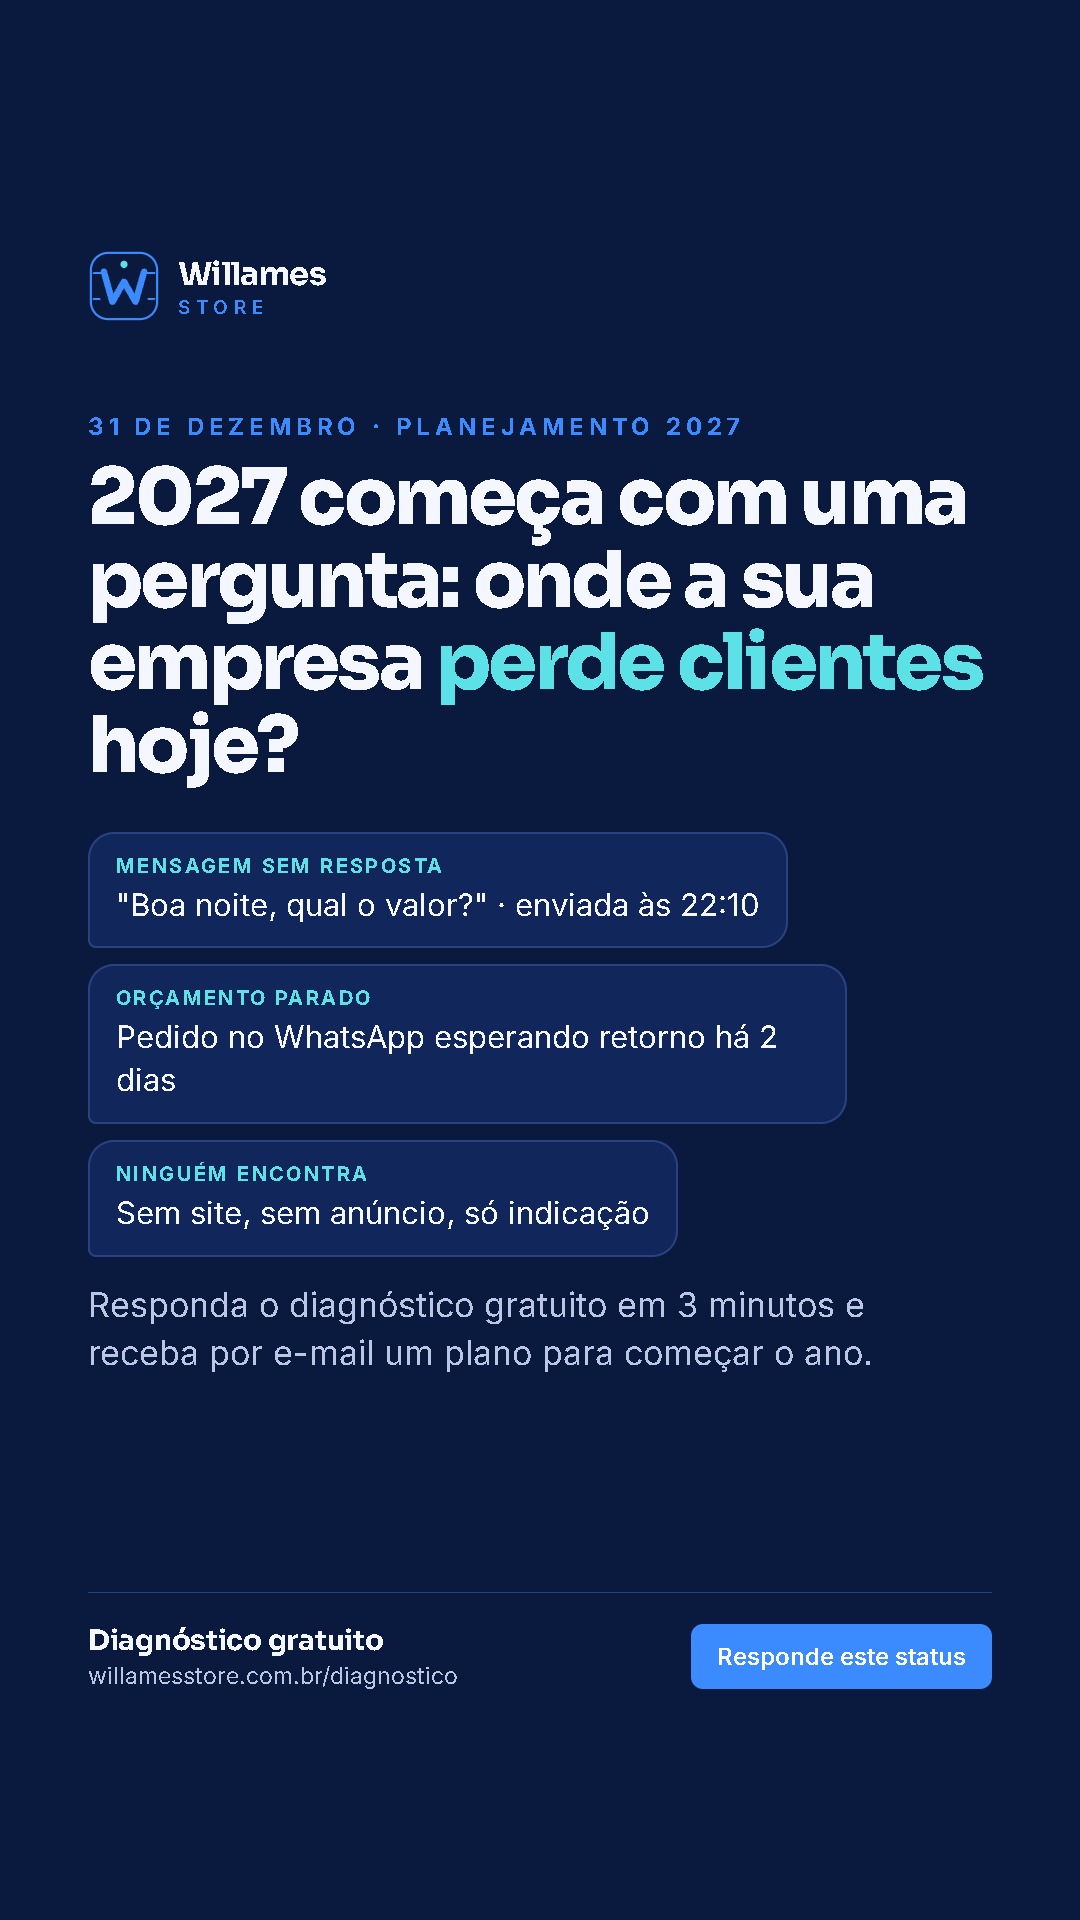 Willames
STORE
31 DE DEZEMBRO · PLANEJAMENTO 2027
2027 começa com uma
pergunta: onde a sua
empresa perde clientes
hoje?
MENSAGEM SEM RESPOSTA
"Boa noite, qual o valor?" · enviada às 22:10
ORÇAMENTO PARADO
Pedido no WhatsApp esperando retorno há 2
dias
NINGUÉM ENCONTRA
Sem site, sem anúncio, só indicação
Responda o diagnóstico gratuito em 3 minutos e
receba por e-mail um plano para começar o ano.
Diagnóstico gratuito
willamesstore.com.br/diagnostico
Responde este status